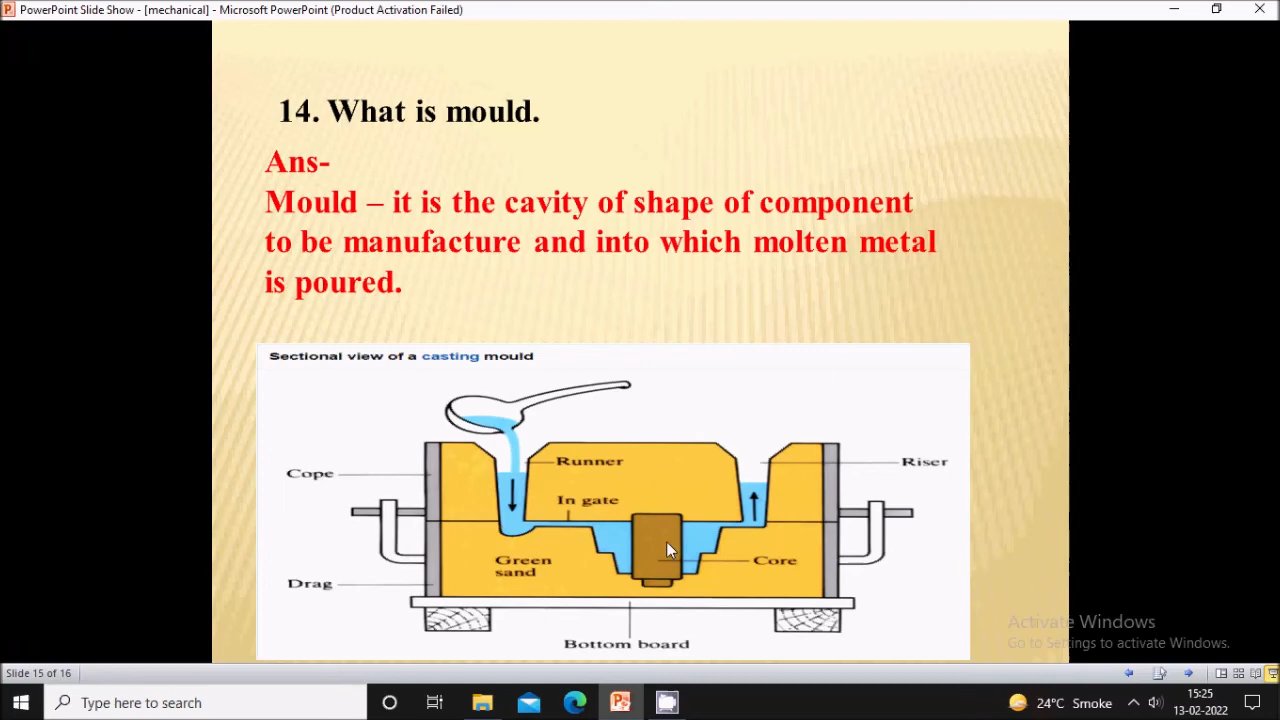 PowerPoint Slide Show - [mechanical] - Microsoft PowerPoint (Product Activation Failed)
14. What is mould.
Ans-
Mould – it is the cavity of shape of component
to be manufacture and into which molten metal
is poured.
Sectional view of a casting mould
Cope
Runner
Riser
In gate
Green
sand
Core
Drag
Bottom board
Activate Windows
Go to Settings to activate Windows.
Slide 15 of 16
Type here to search
24°C Smoke
15:25
13-02-2022